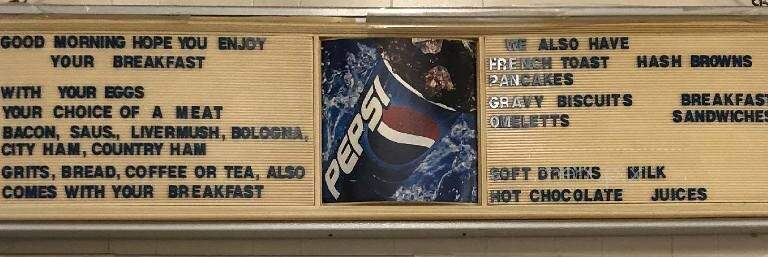 GOOD MORNING HOPE YOU ENJOY
YOUR BREAKFAST
WITH YOUR EGGS
YOUR CHOICE OF A MEAT
BACON, SAUS., LIVERMUSH, BOLOGNA,
CITY HAM, COUNTRY HAM
GRITS, BREAD, COFFEE OR TEA, ALSO
COMES WITH YOUR BREAKFAST
PEPSI
WE ALSO HAVE
FRENCH TOAST HASH BROWNS
PANCAKES
GRAVY BISCUITS BREAKFAST
OMELETTS SANDWICHES
SOFT DRINKS MILK
HOT CHOCOLATE JUICES